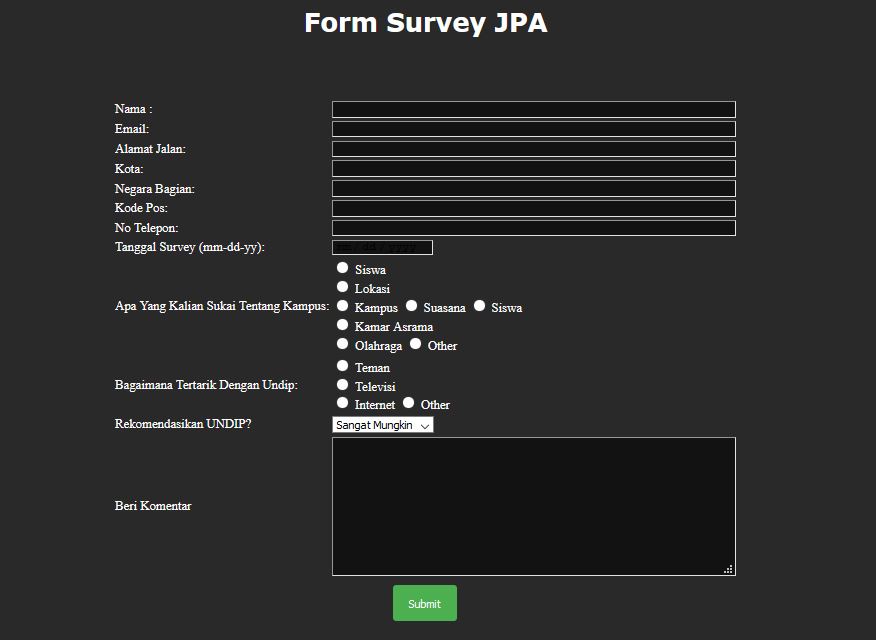 Form Survey JPA
Nama :
Email:
Alamat Jalan:
Kota:
Negara Bagian:
Kode Pos:
No Telepon:
Tanggal Survey (mm-dd-yy): mm / dd / yyyy
Siswa
Lokasi
Apa Yang Kalian Sukai Tentang Kampus: Kampus Suasana Siswa
Kamar Asrama
Olahraga Other
Teman
Bagaimana Tertarik Dengan Undip: Televisi
Internet Other
Rekomendasikan UNDIP? Sangat Mungkin
Beri Komentar
Submit